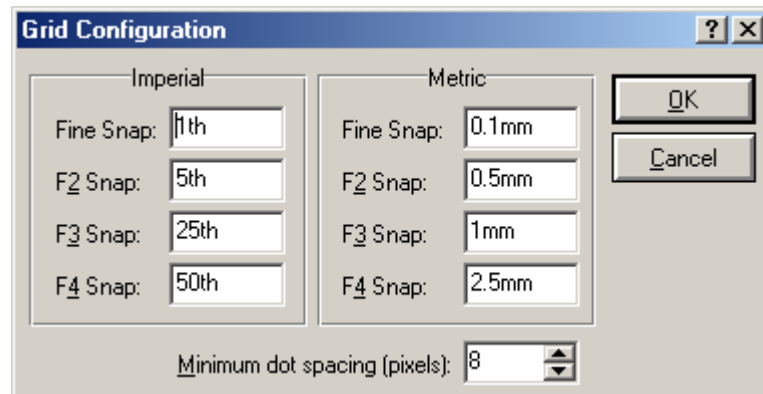 Grid Configuration
Imperial
Fine Snap: 1th
F2 Snap: 5th
F3 Snap: 25th
F4 Snap: 50th
Metric
Fine Snap: 0.1mm
F2 Snap: 0.5mm
F3 Snap: 1mm
F4 Snap: 2.5mm
OK
Cancel
Minimum dot spacing (pixels): 8